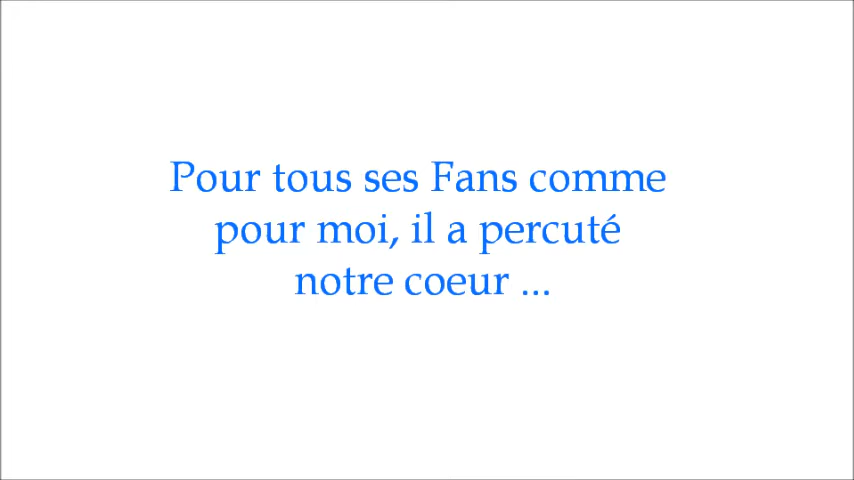 Pour tous ses Fans comme
pour moi, il a percuté
notre coeur ...